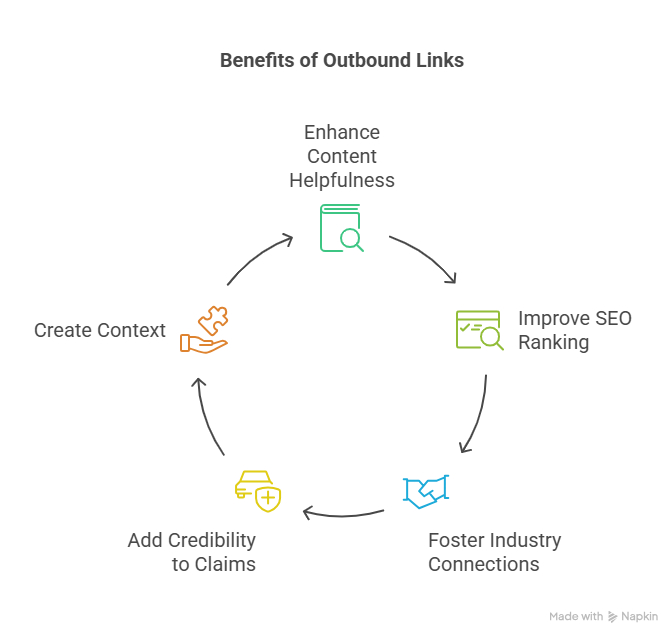 Benefits of Outbound Links
Enhance
Content
Helpfulness
Improve SEO
Ranking
Foster Industry
Connections
Add Credibility
to Claims
Create Context
Made with Napkin